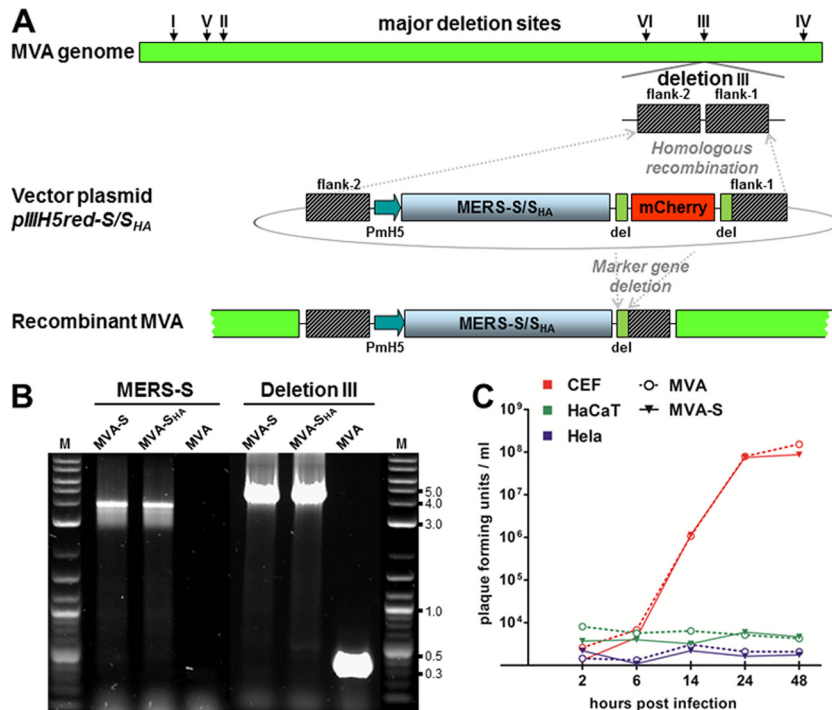 A
I V II major deletion sites VI III IV
MVA genome
deletion III
flank-2 flank-1
Homologous
recombination
flank-2 flank-1
Vector plasmid
pIIIH5red-S/SHA
MERS-S/SHA mCherry
PmH5 del del
Marker gene
deletion
Recombinant MVA
MERS-S/SHA
PmH5 del
B
MERS-S Deletion III
M MVA-S MVA-SHA MVA MVA-S MVA-SHA MVA M
5.0
4.0
3.0
1.0
0.5
0.3
C
CEF MVA
HaCaT MVA-S
Hela
plaque forming units / ml
10⁹
10⁸
10⁷
10⁶
10⁵
10⁴
2 6 14 24 48
hours post infection